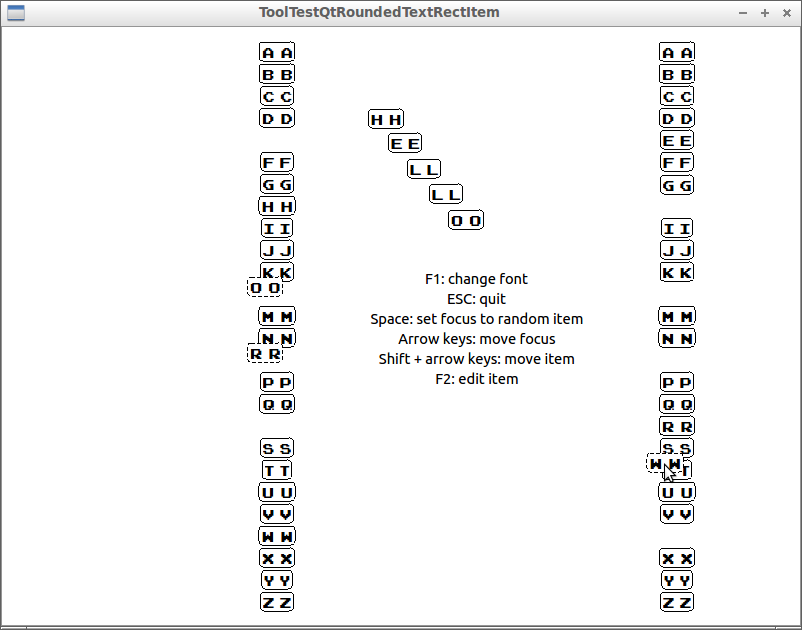 ToolTestQtRoundedTextRectItem
A A
B B
C C
D D
F F
G G
H H
I I
J J
K K
O O
M M
N N
R R
P P
Q Q
S S
T T
U U
V V
W W
X X
Y Y
Z Z
H H
E E
L L
L L
O O
F1: change font
ESC: quit
Space: set focus to random item
Arrow keys: move focus
Shift + arrow keys: move item
F2: edit item
A A
B B
C C
D D
E E
F F
G G
I I
J J
K K
M M
N N
P P
Q Q
R R
S S
W W
T
U U
V V
X X
Y Y
Z Z